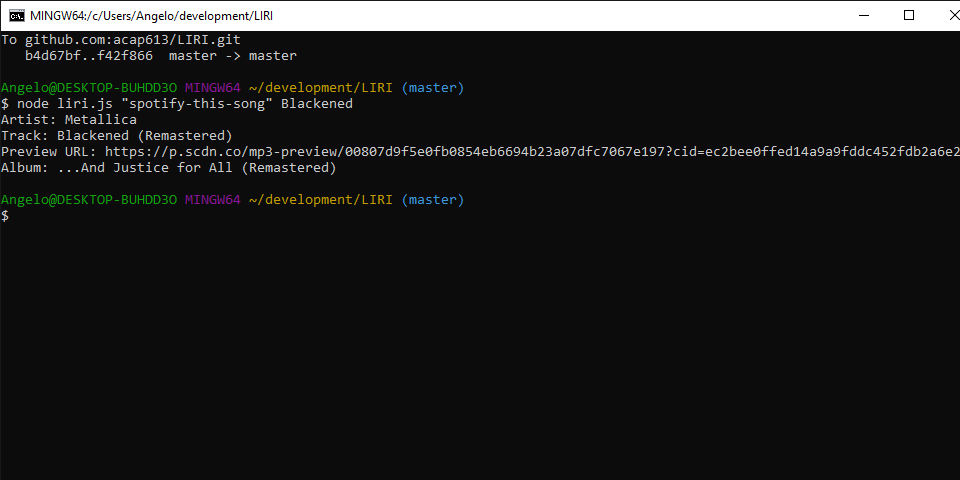 MINGW64:/c/Users/Angelo/development/LIRI
To github.com:acap613/LIRI.git
   b4d67bf..f42f866  master -> master
Angelo@DESKTOP-BUHDD3O MINGW64 ~/development/LIRI (master)
$ node liri.js "spotify-this-song" Blackened
Artist: Metallica
Track: Blackened (Remastered)
Preview URL: https://p.scdn.co/mp3-preview/00807d9f5e0fb0854eb6694b23a07dfc7067e197?cid=ec2bee0ffed14a9a9fddc452fdb2a6e2
Album: ...And Justice for All (Remastered)
Angelo@DESKTOP-BUHDD3O MINGW64 ~/development/LIRI (master)
$